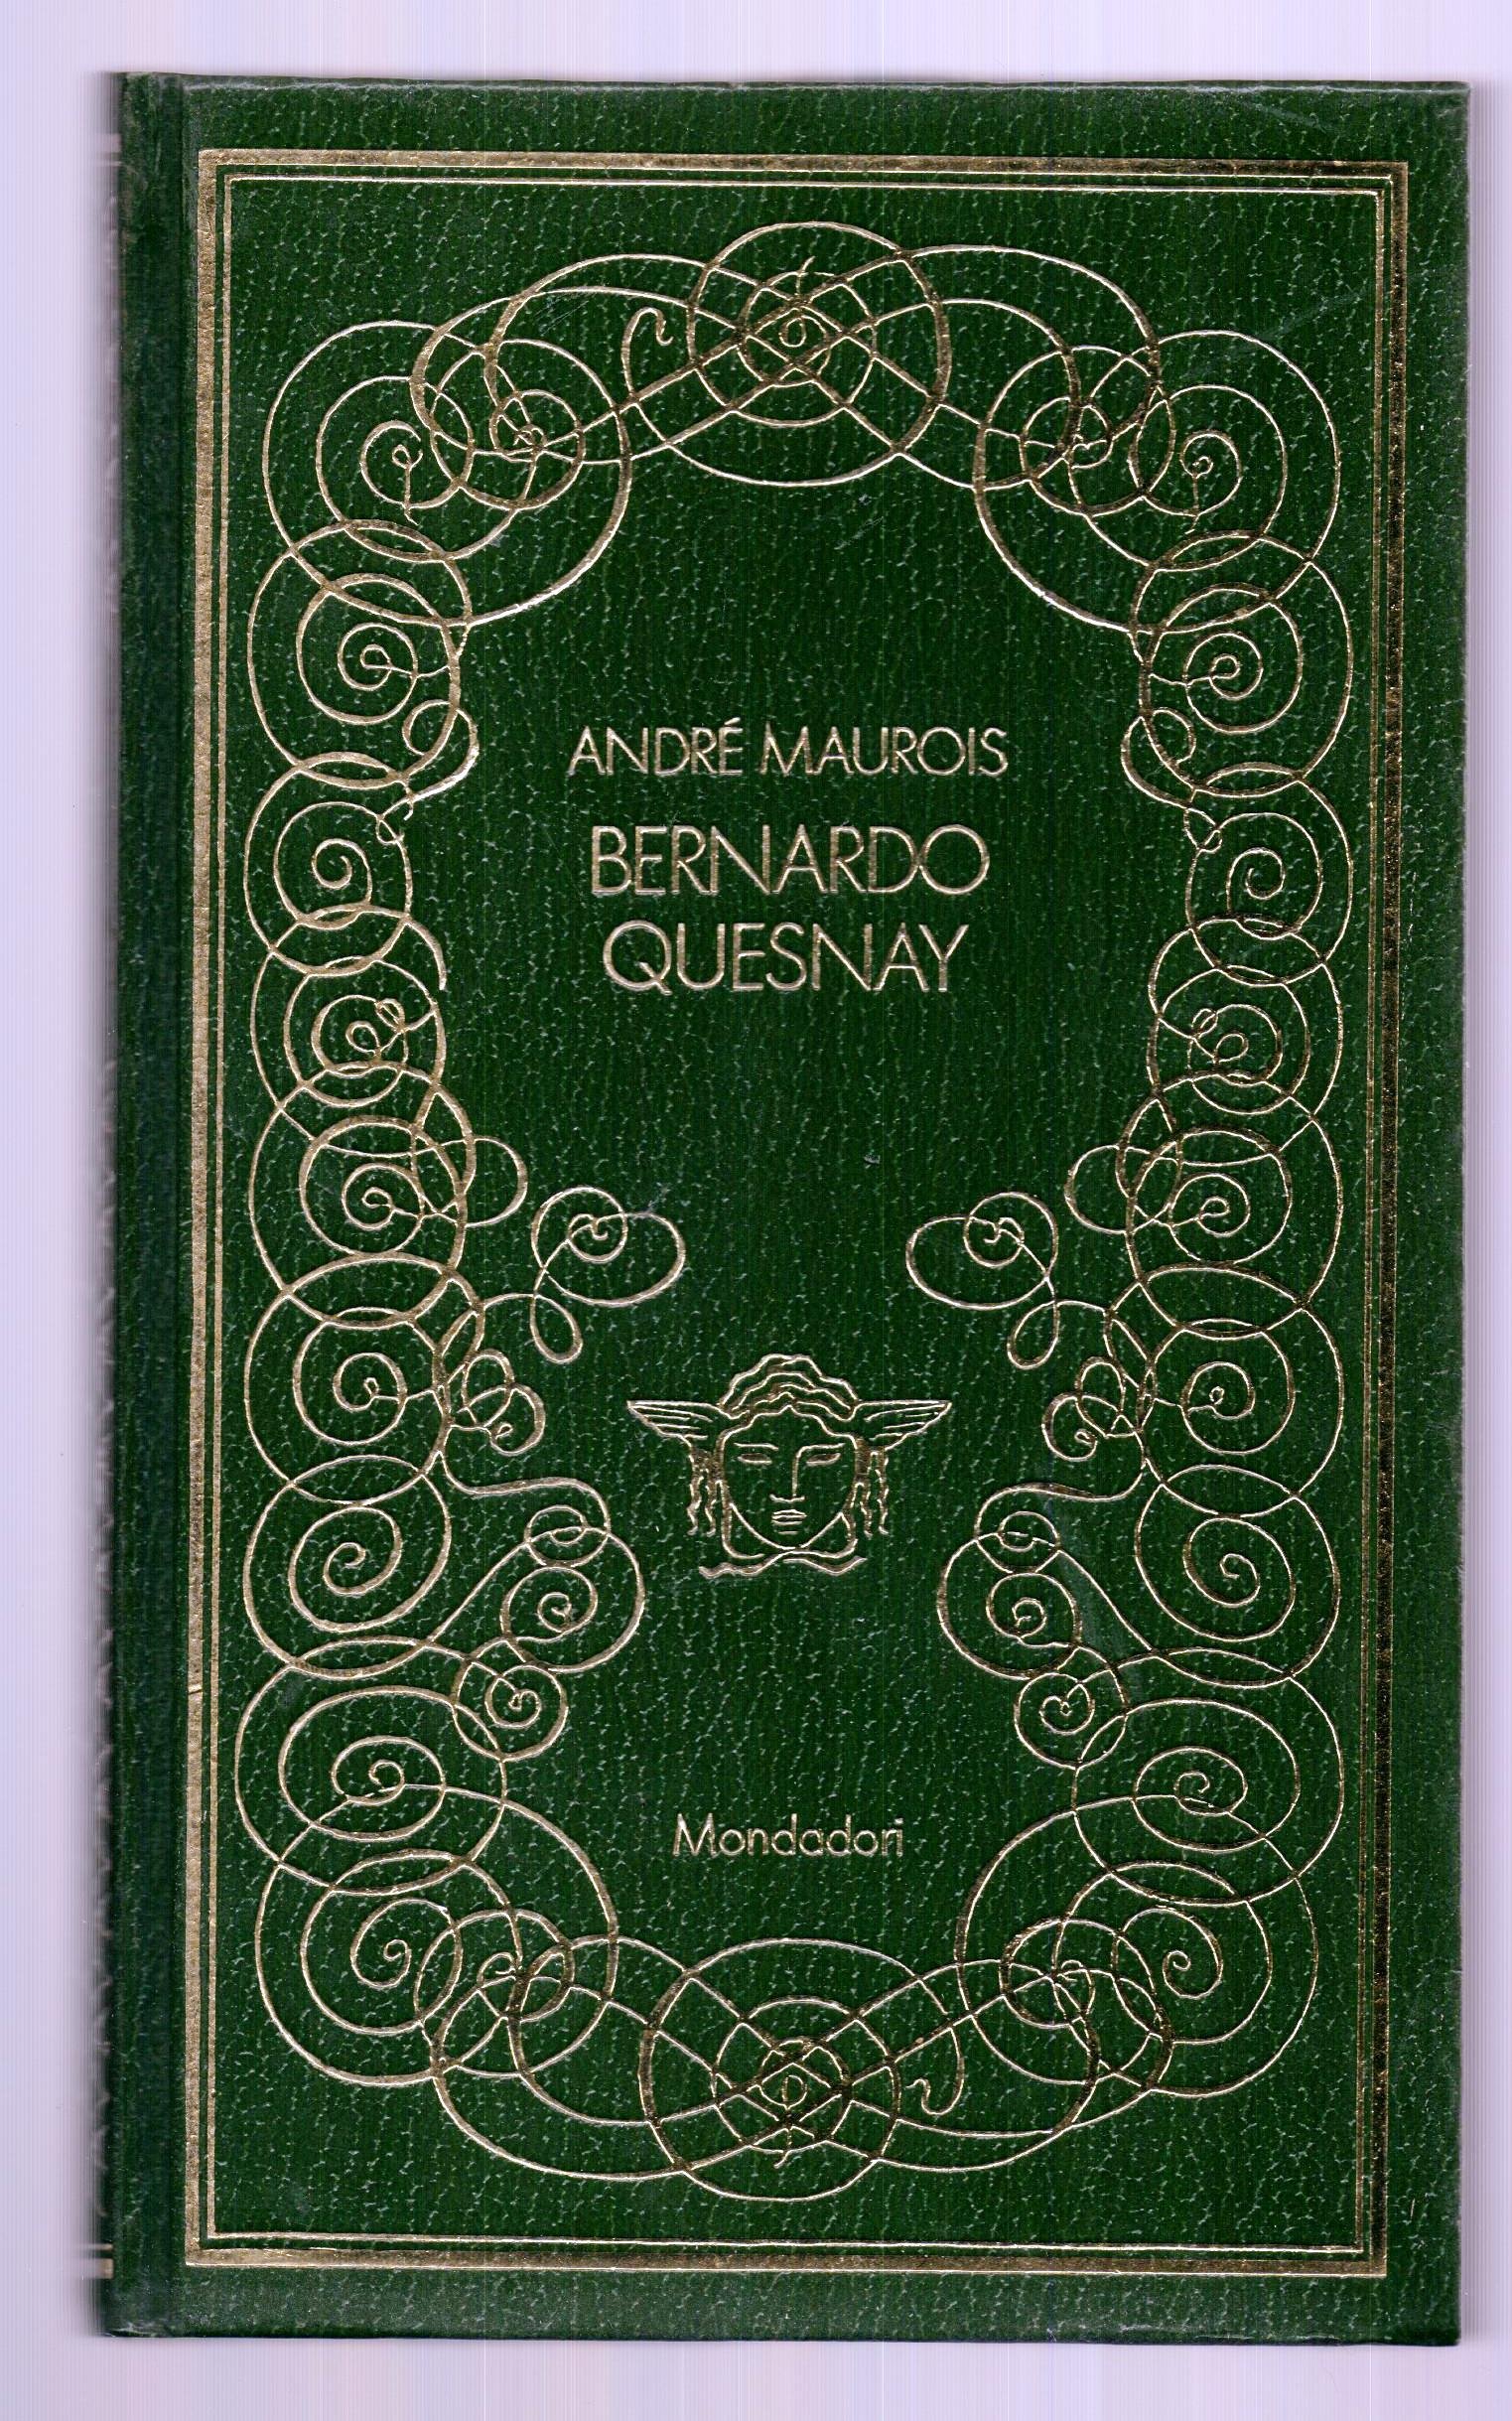 ANDRÉ MAUROIS
BERNARDO
QUESNAY
Mondadori